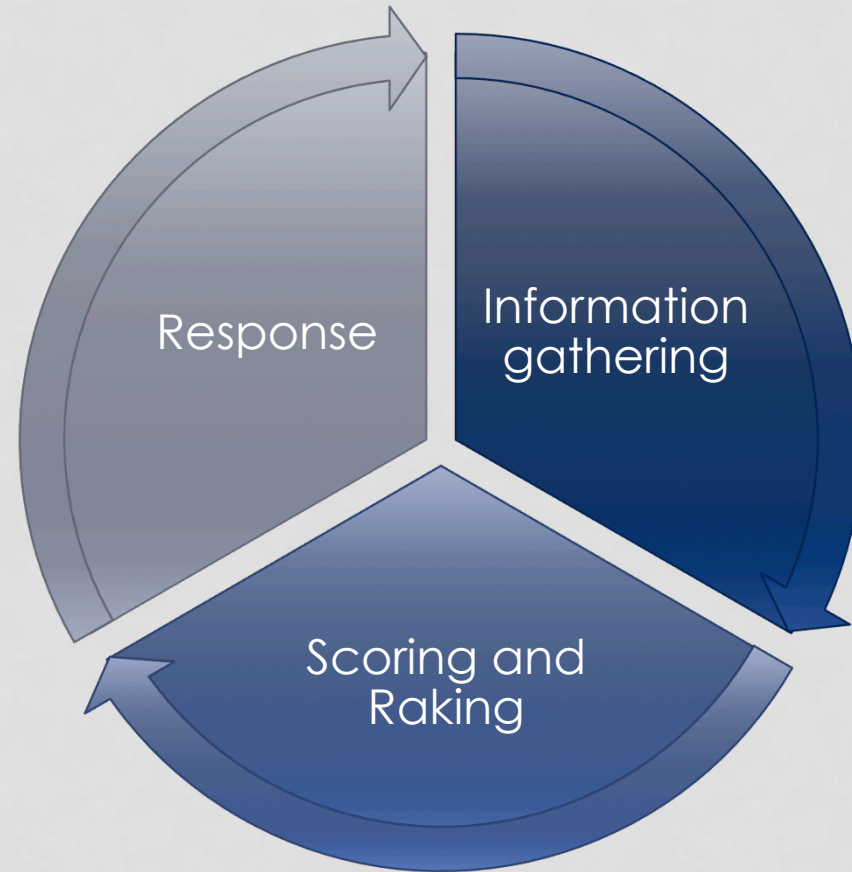 Response
Information
gathering
Scoring and
Raking